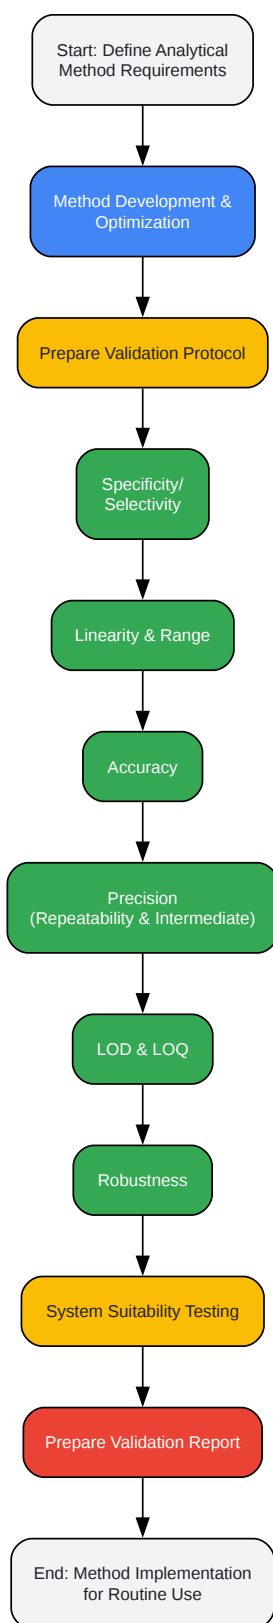 Start: Define Analytical
Method Requirements
Method Development &
Optimization
Prepare Validation Protocol
Specificity/
Selectivity
Linearity & Range
Accuracy
Precision
(Repeatability & Intermediate)
LOD & LOQ
Robustness
System Suitability Testing
Prepare Validation Report
End: Method Implementation
for Routine Use